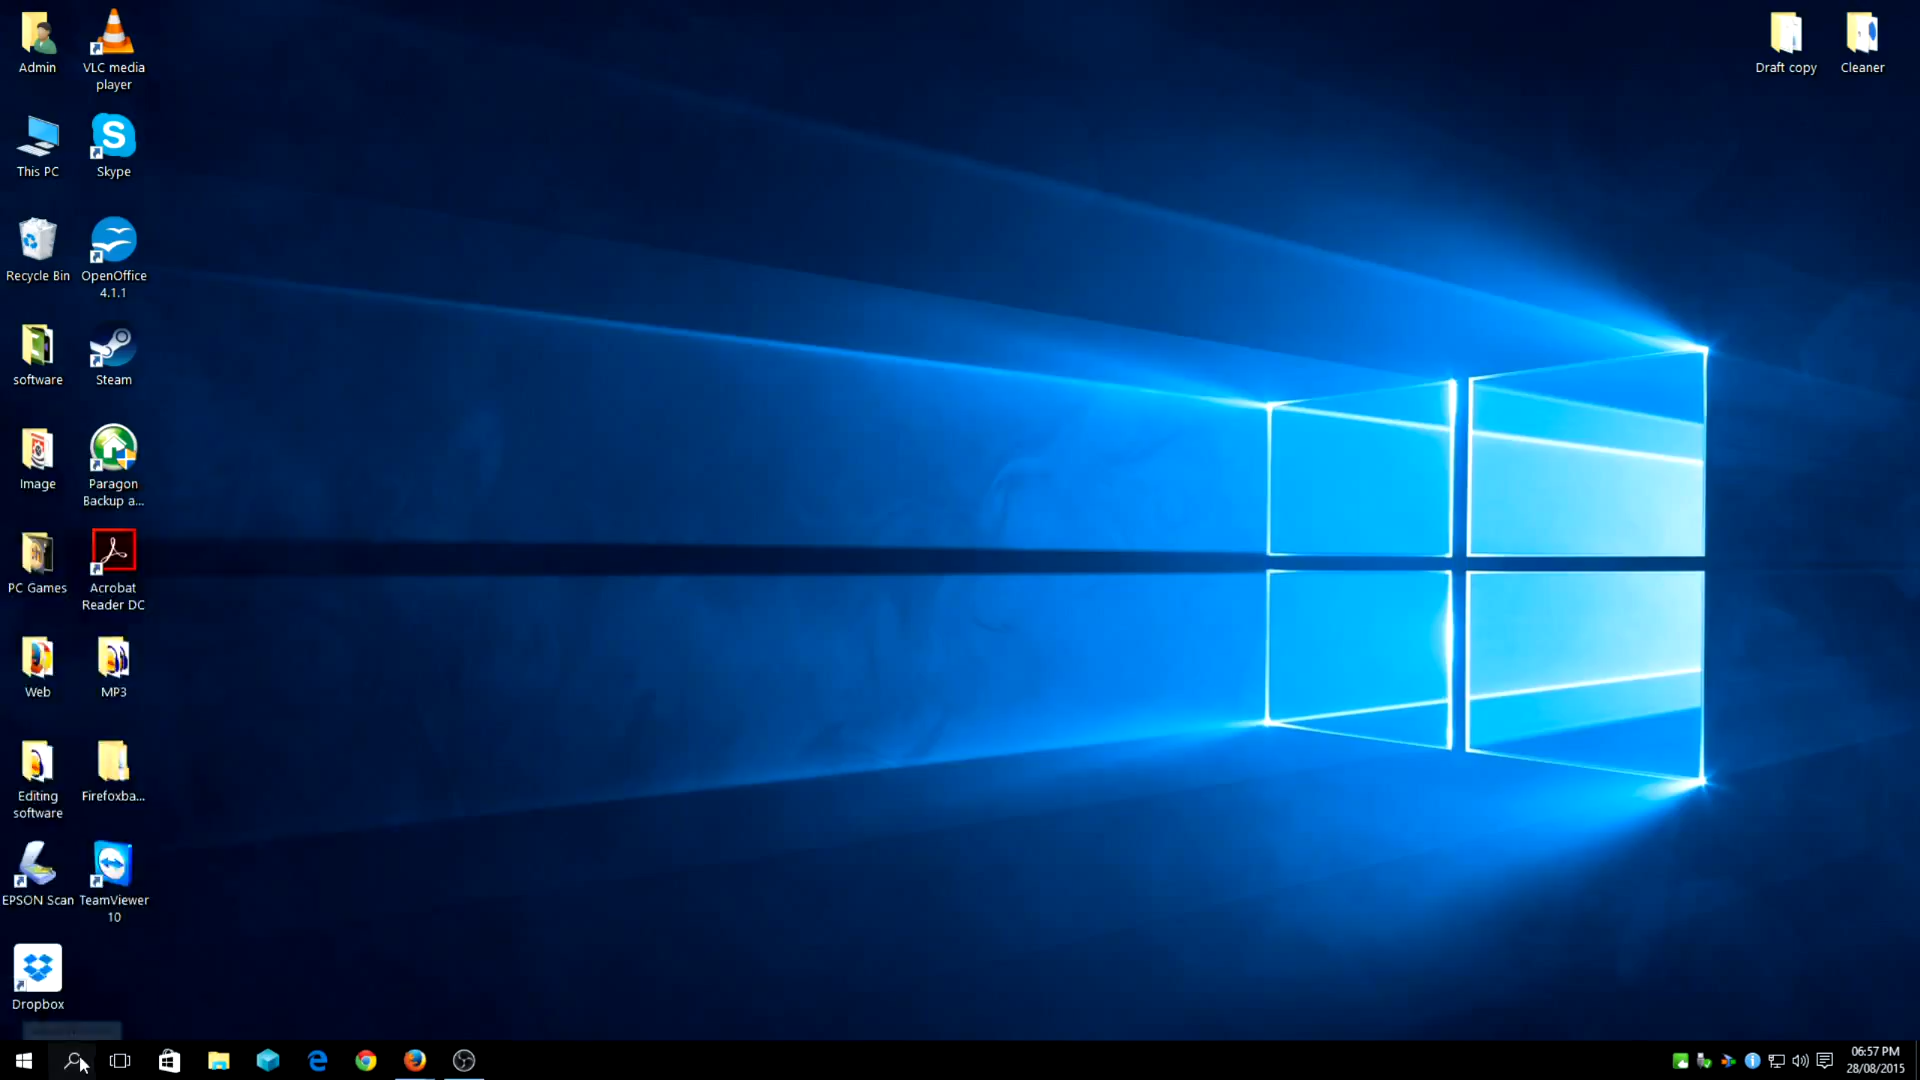 Admin
VLC media
player
This PC
Skype
Recycle Bin
OpenOffice
4.1.1
software
Steam
Image
Paragon
Backup a...
PC Games
Acrobat
Reader DC
Web
MP3
Editing
software
Firefoxba...
EPSON Scan
TeamViewer
10
Dropbox
Draft copy
Cleaner
06:57 PM
28/08/2015